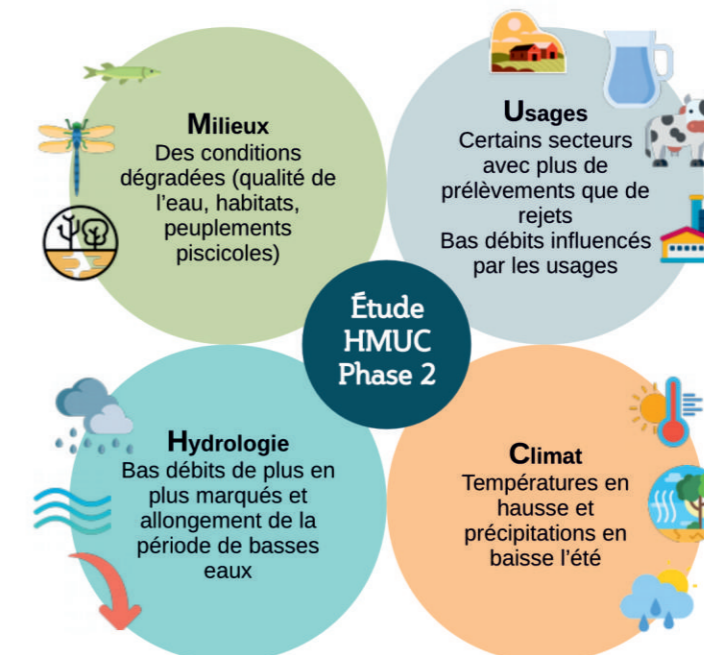 Milieux
Des conditions
dégradées (qualité de
l'eau, habitats,
peuplements
piscicoles)
Usages
Certains secteurs
avec plus de
prélèvements que de
rejets
Bas débits influencés
par les usages
Étude
HMUC
Phase 2
Hydrologie
Bas débits de plus en
plus marqués et
allongement de la
période de basses
eaux
Climat
Températures en
hausse et
précipitations en
baisse l'été